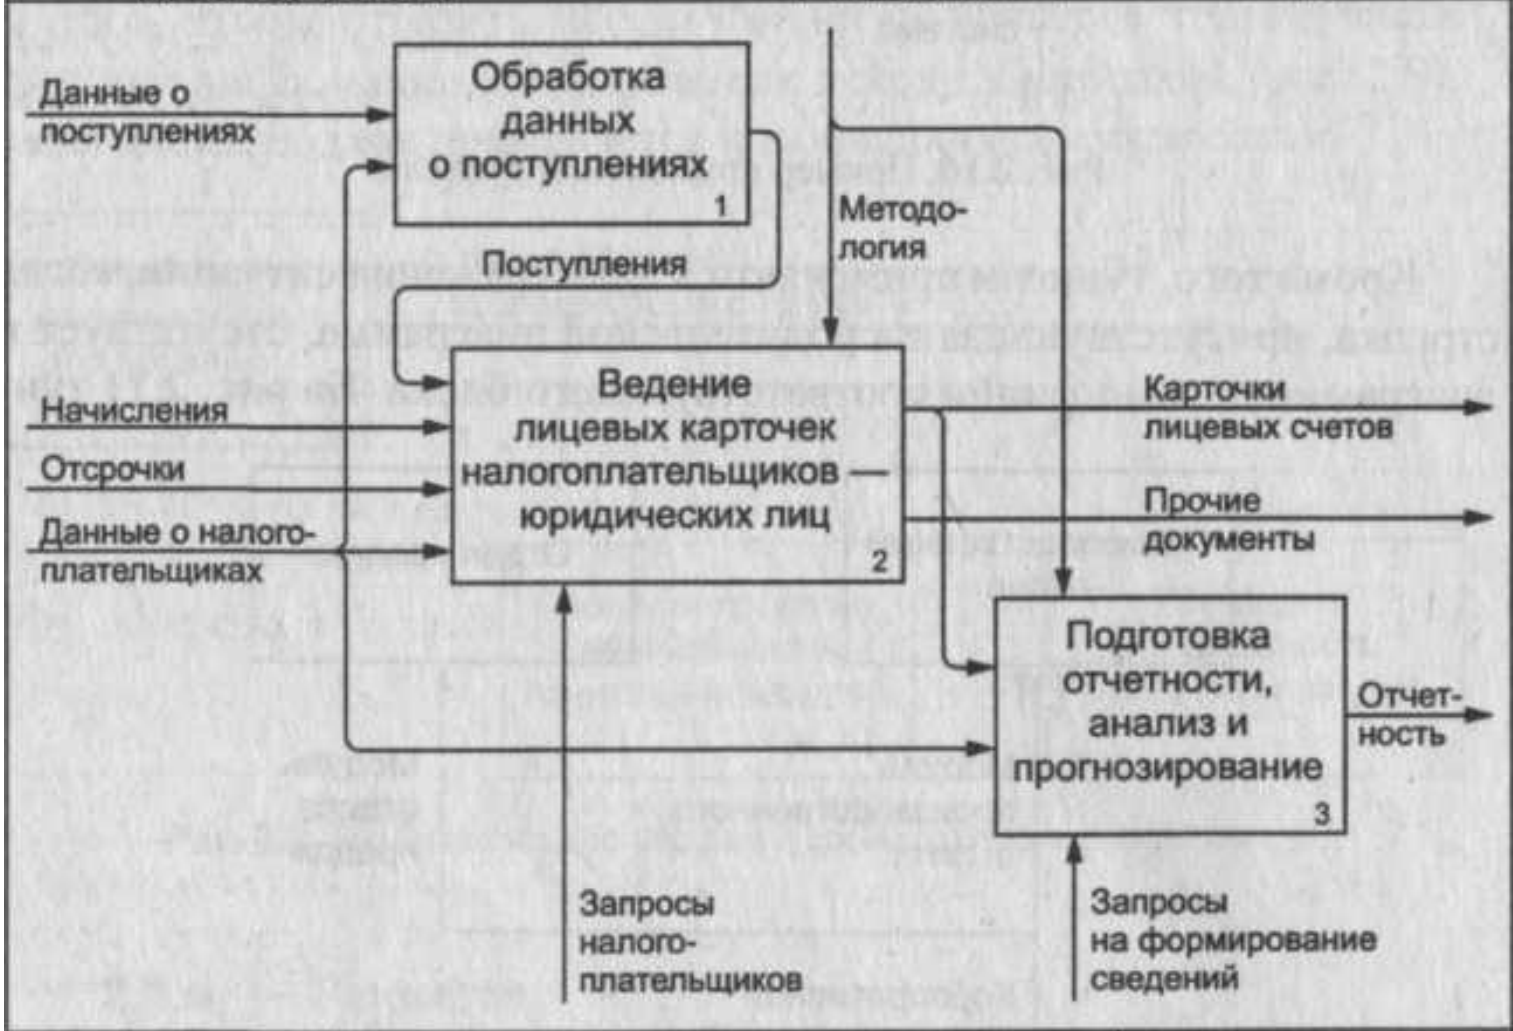 Данные о
поступлениях
Обработка
данных
о поступлениях
1
Методо-
логия
Поступления
Начисления
Отсрочки
Данные о налого-
плательщиках
Ведение
лицевых карточек
налогоплательщиков —
юридических лиц
2
Карточки
лицевых счетов
Прочие
документы
Подготовка
отчетности,
анализ и
прогнозирование
3
Отчет-
ность
Запросы
налого-
плательщиков
Запросы
на формирование
сведений